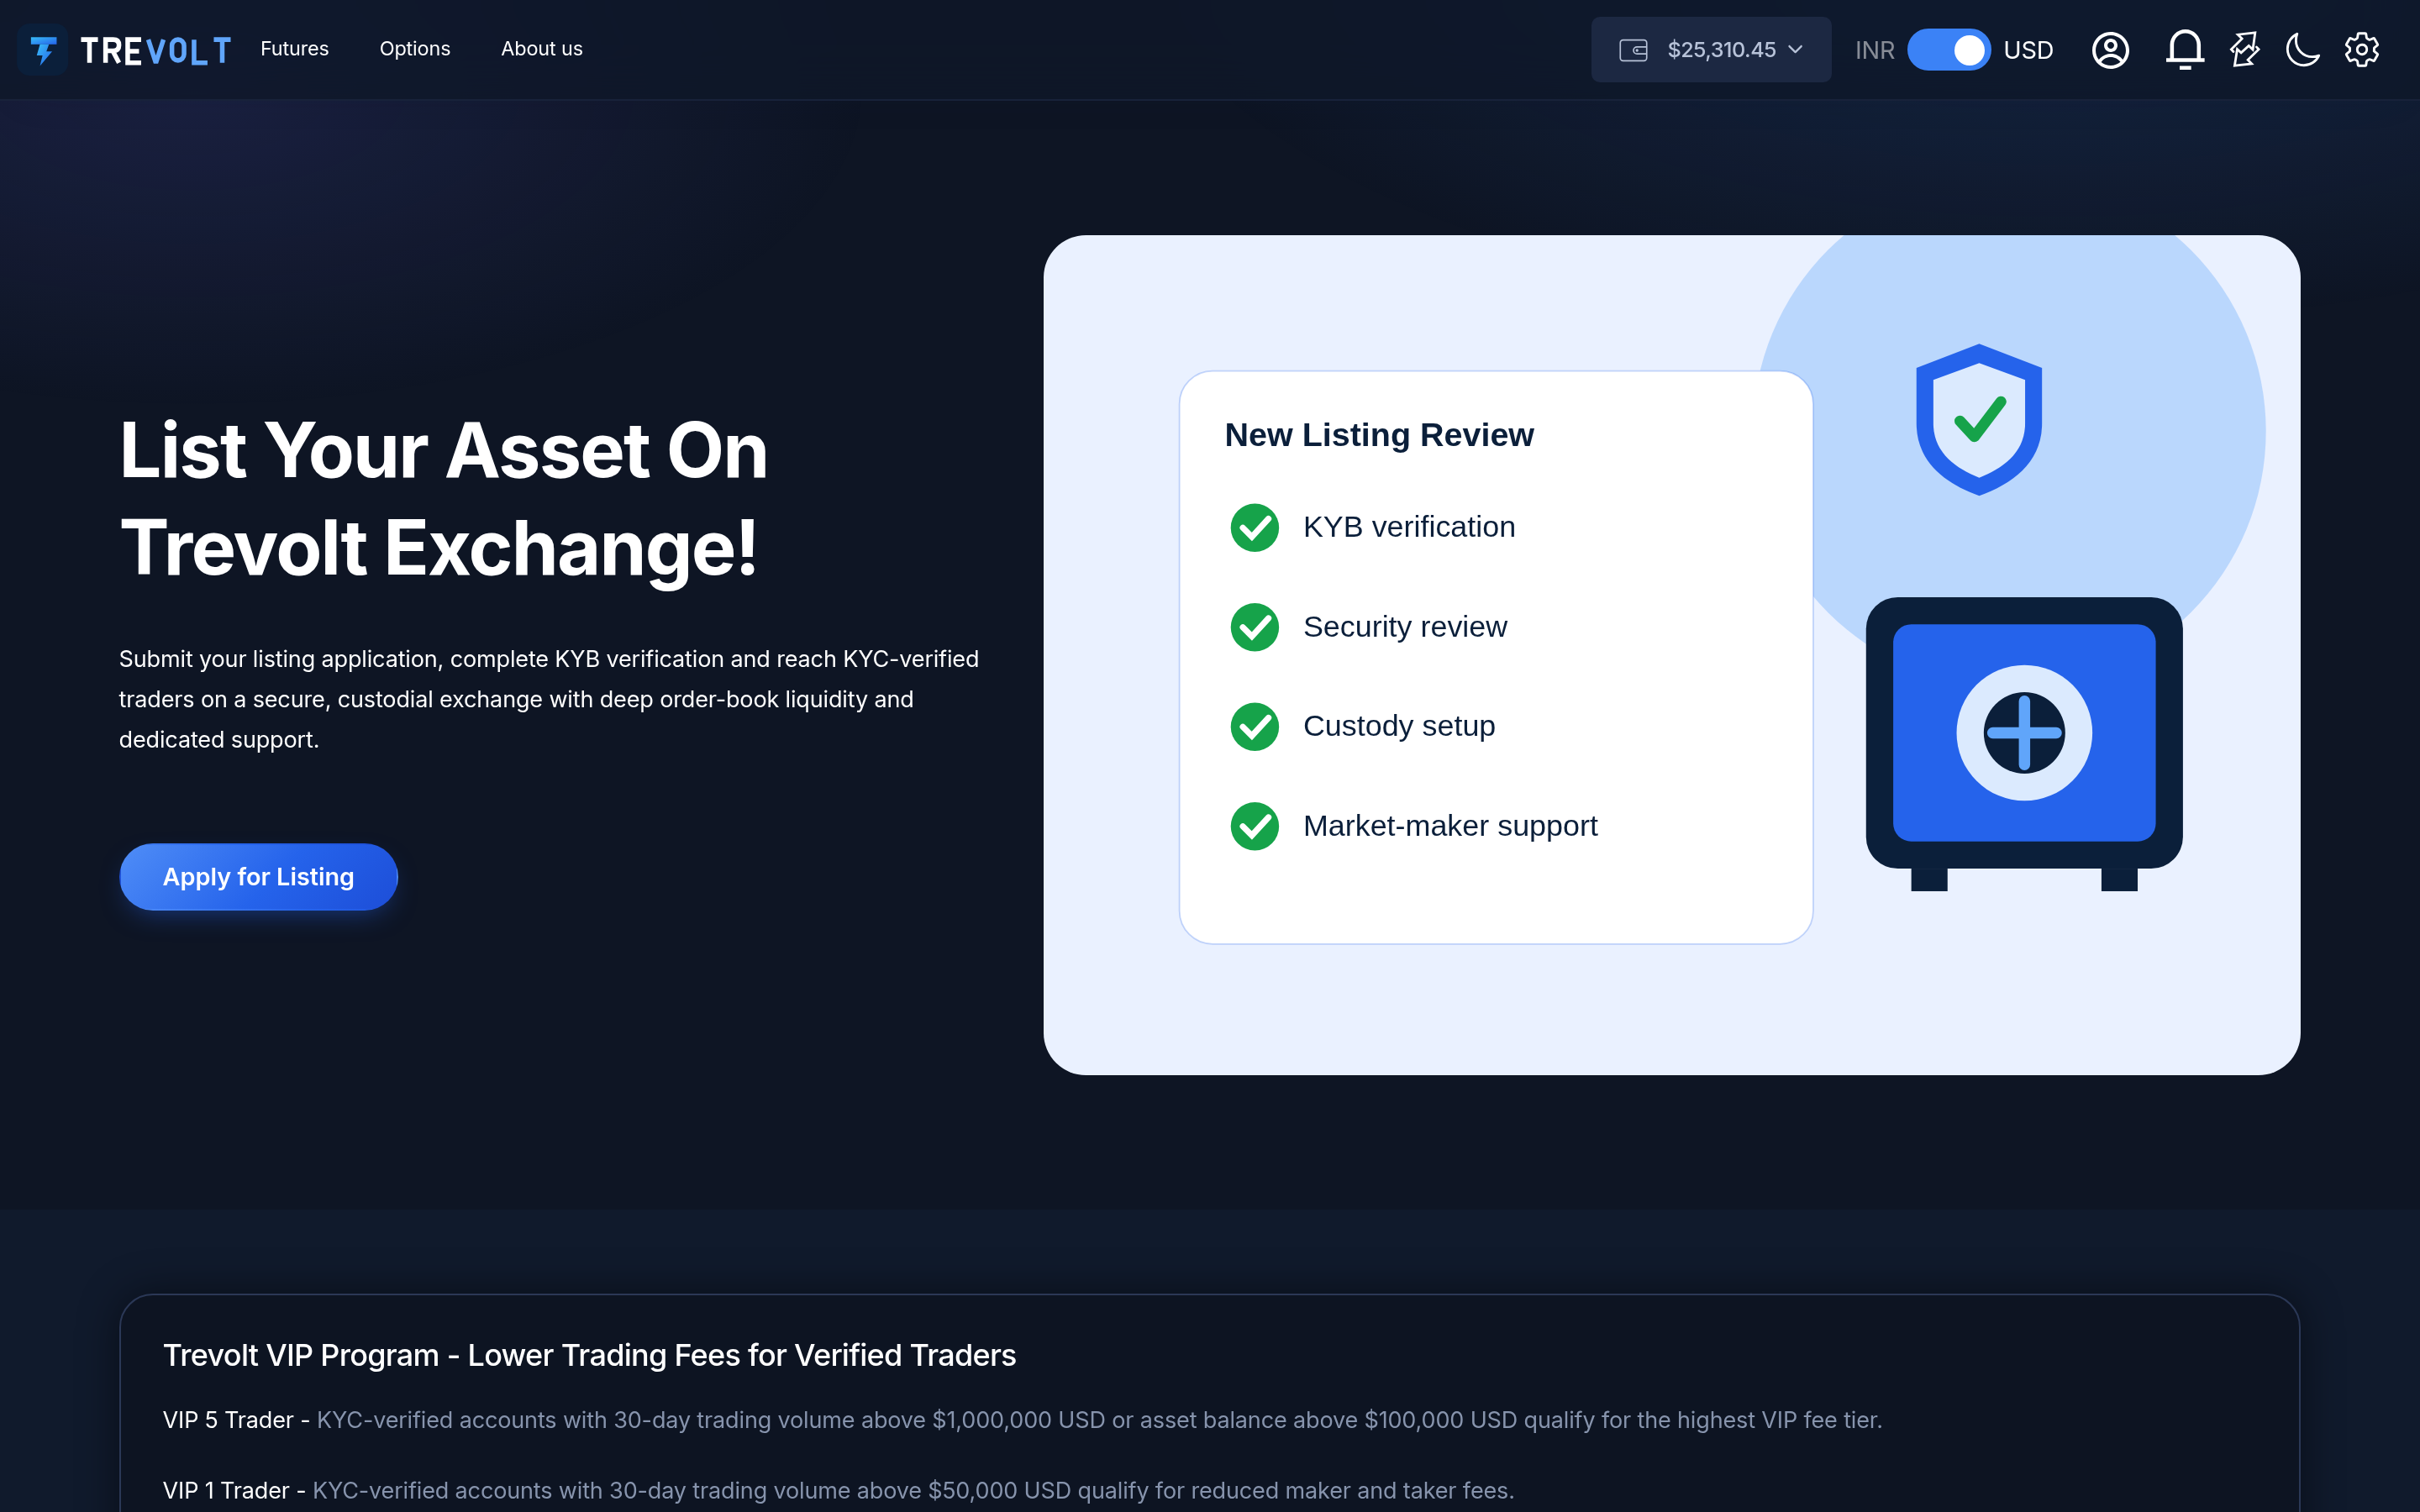 TREVOLT Futures Options About us $25,310.45 INR USD
List Your Asset On
Trevolt Exchange!
Submit your listing application, complete KYB verification and reach KYC-verified
traders on a secure, custodial exchange with deep order-book liquidity and
dedicated support.
Apply for Listing
New Listing Review
KYB verification
Security review
Custody setup
Market-maker support
Trevolt VIP Program - Lower Trading Fees for Verified Traders
VIP 5 Trader - KYC-verified accounts with 30-day trading volume above $1,000,000 USD or asset balance above $100,000 USD qualify for the highest VIP fee tier.
VIP 1 Trader - KYC-verified accounts with 30-day trading volume above $50,000 USD qualify for reduced maker and taker fees.